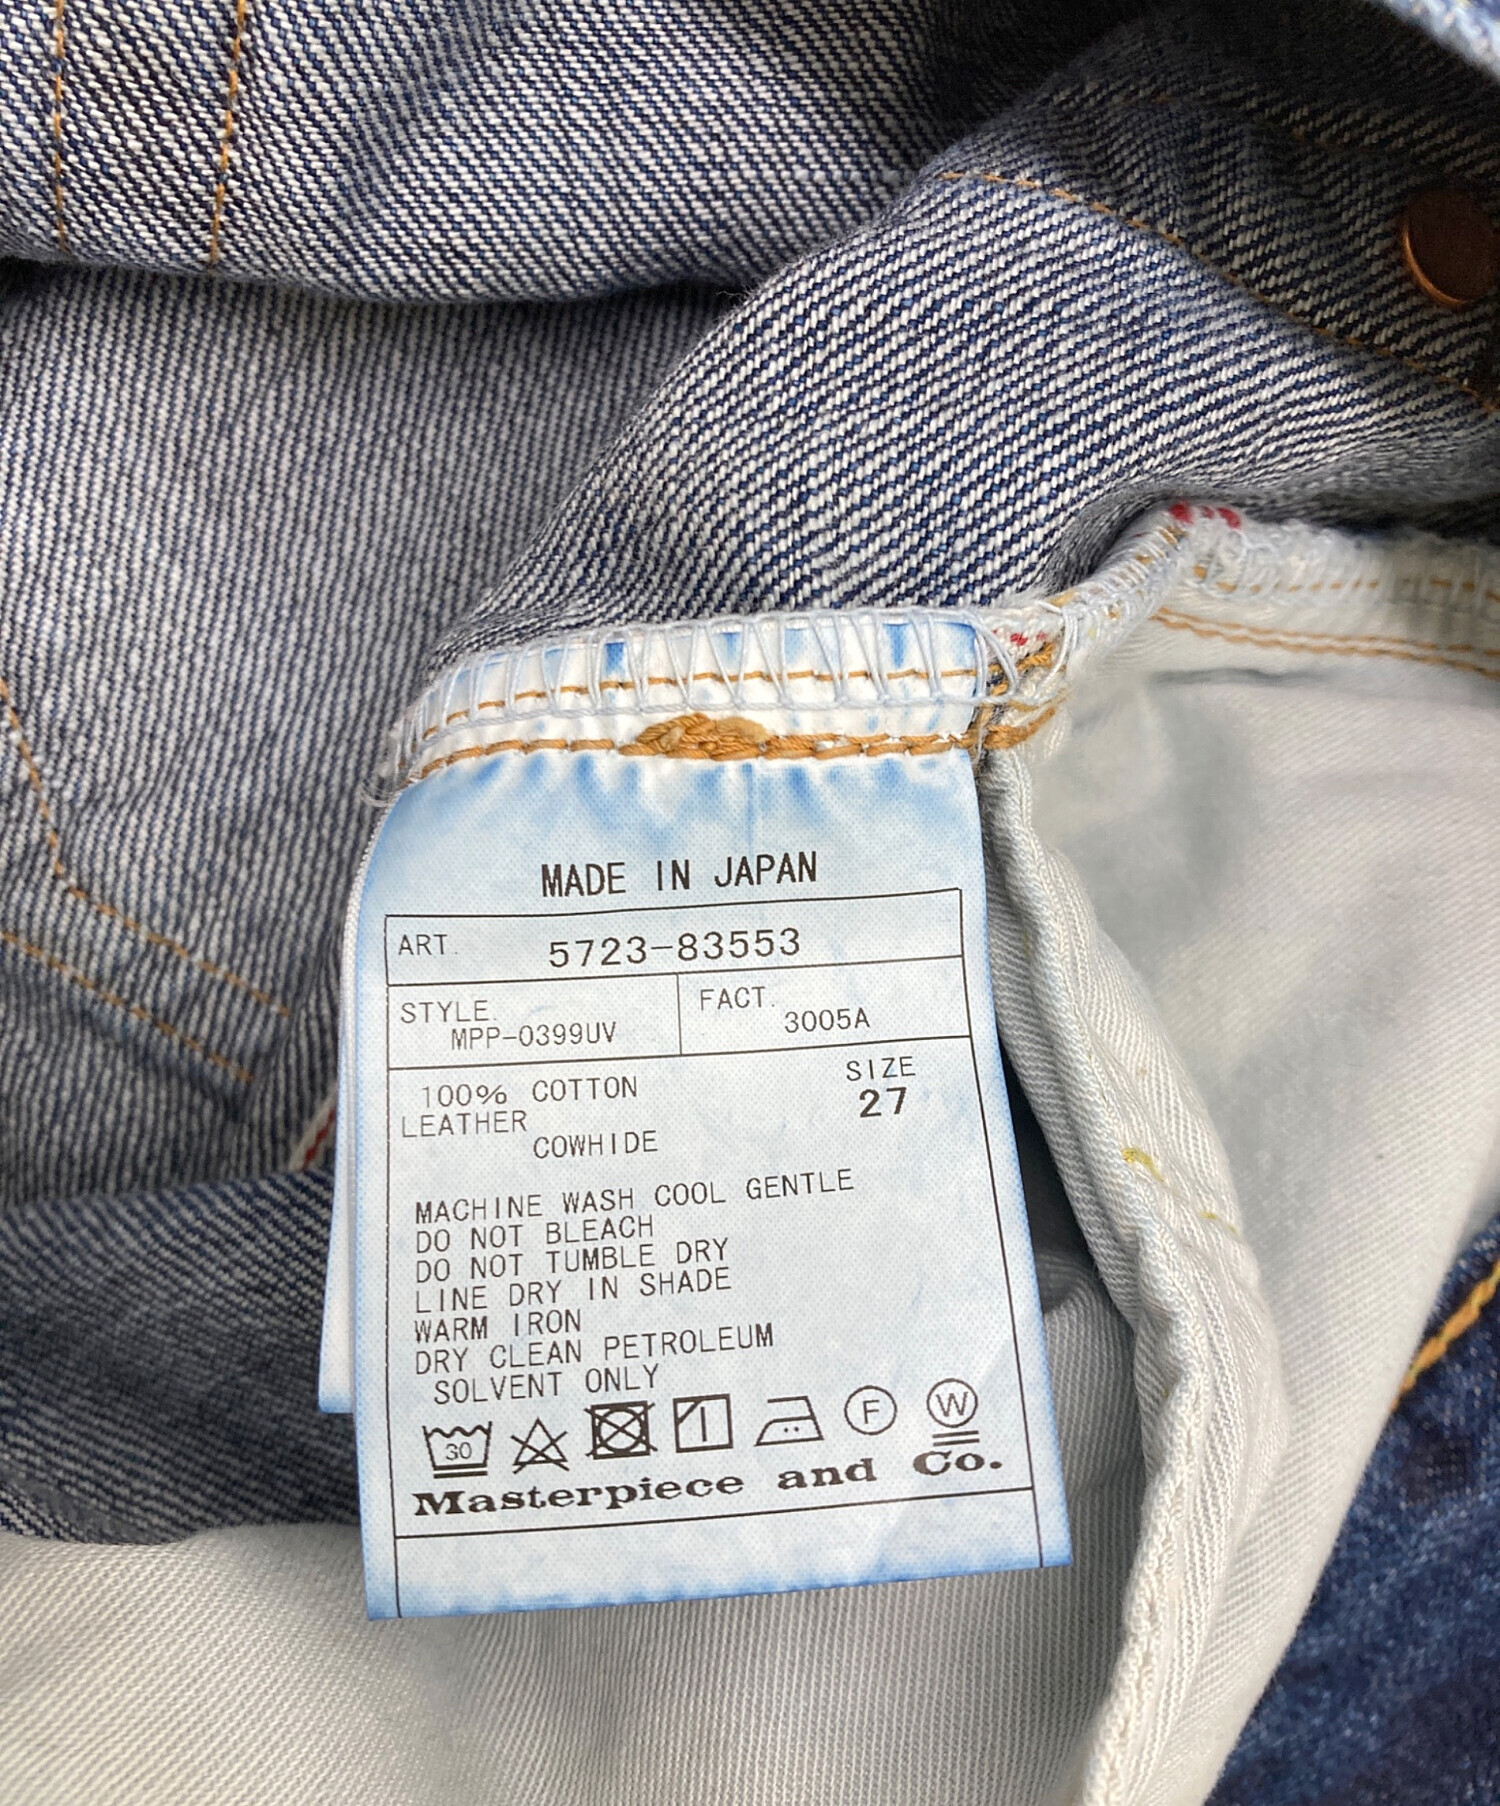 MADE IN JAPAN
ART. 5723-83553
STYLE. FACT.
MPP-0399UV 3005A
100% COTTON SIZE
LEATHER 27
COWHIDE
MACHINE WASH COOL GENTLE
DO NOT BLEACH
DO NOT TUMBLE DRY
LINE DRY IN SHADE
WARM IRON
DRY CLEAN PETROLEUM
SOLVENT ONLY
30 F W
Masterpiece and Co.